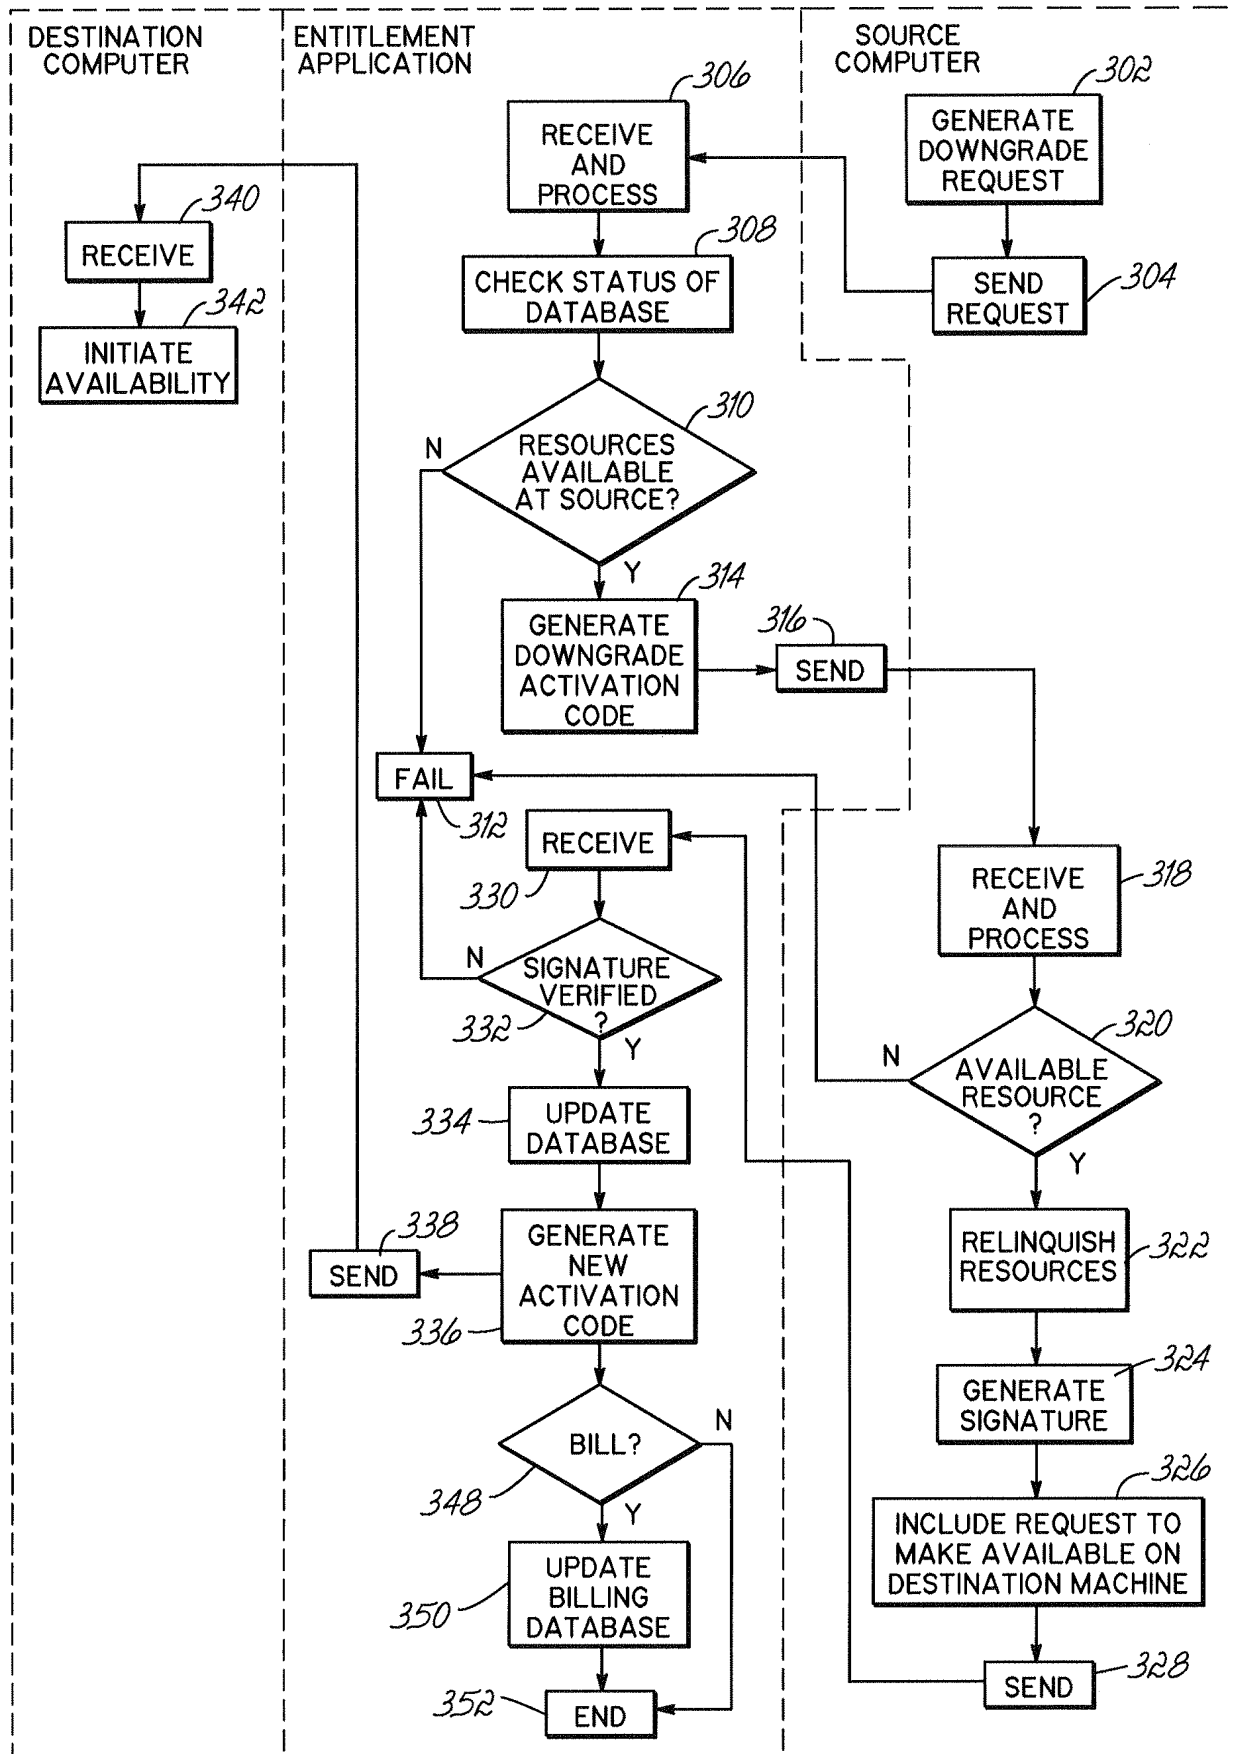 DESTINATION
COMPUTER
340
RECEIVE
342
INITIATE
AVAILABILITY
ENTITLEMENT
APPLICATION
306
RECEIVE
AND
PROCESS
308
CHECK STATUS OF
DATABASE
310
RESOURCES
AVAILABLE
AT SOURCE?
N
Y
314
GENERATE
DOWNGRADE
ACTIVATION
CODE
316
SEND
FAIL
312
RECEIVE
330
SIGNATURE
VERIFIED
?
332
N
Y
334
UPDATE
DATABASE
338
SEND
GENERATE
NEW
ACTIVATION
CODE
336
BILL?
N
348
Y
UPDATE
BILLING
DATABASE
350
352
END
SOURCE
COMPUTER
302
GENERATE
DOWNGRADE
REQUEST
SEND
REQUEST
304
RECEIVE
AND
PROCESS
318
320
AVAILABLE
RESOURCE
?
N
Y
RELINQUISH
RESOURCES
322
324
GENERATE
SIGNATURE
326
INCLUDE REQUEST TO
MAKE AVAILABLE ON
DESTINATION MACHINE
SEND
328